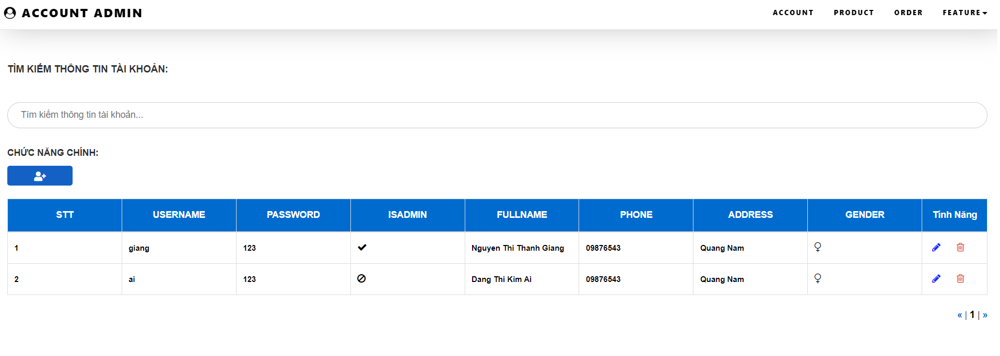 ACCOUNT ADMIN ACCOUNT PRODUCT ORDER FEATURE
TÌM KIẾM THÔNG TIN TÀI KHOẢN:
Tìm kiếm thông tin tài khoản...
CHỨC NĂNG CHÍNH:
STT USERNAME PASSWORD ISADMIN FULLNAME PHONE ADDRESS GENDER Tính Năng
1 giang 123 Nguyen Thi Thanh Giang 09876543 Quang Nam
2 ai 123 Dang Thi Kim Ai 09876543 Quang Nam
« | 1 | »